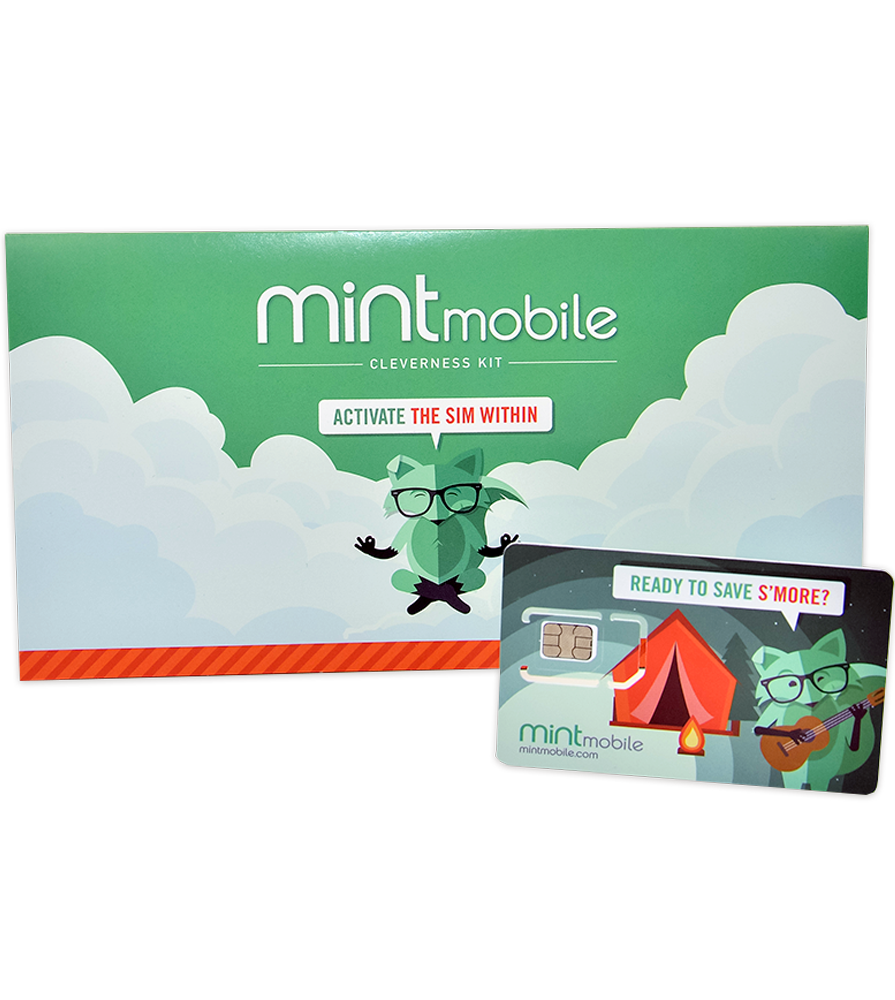 mintmobile
CLEVERNESS KIT
ACTIVATE THE SIM WITHIN
READY TO SAVE S'MORE?
mintmobile
mintmobile.com